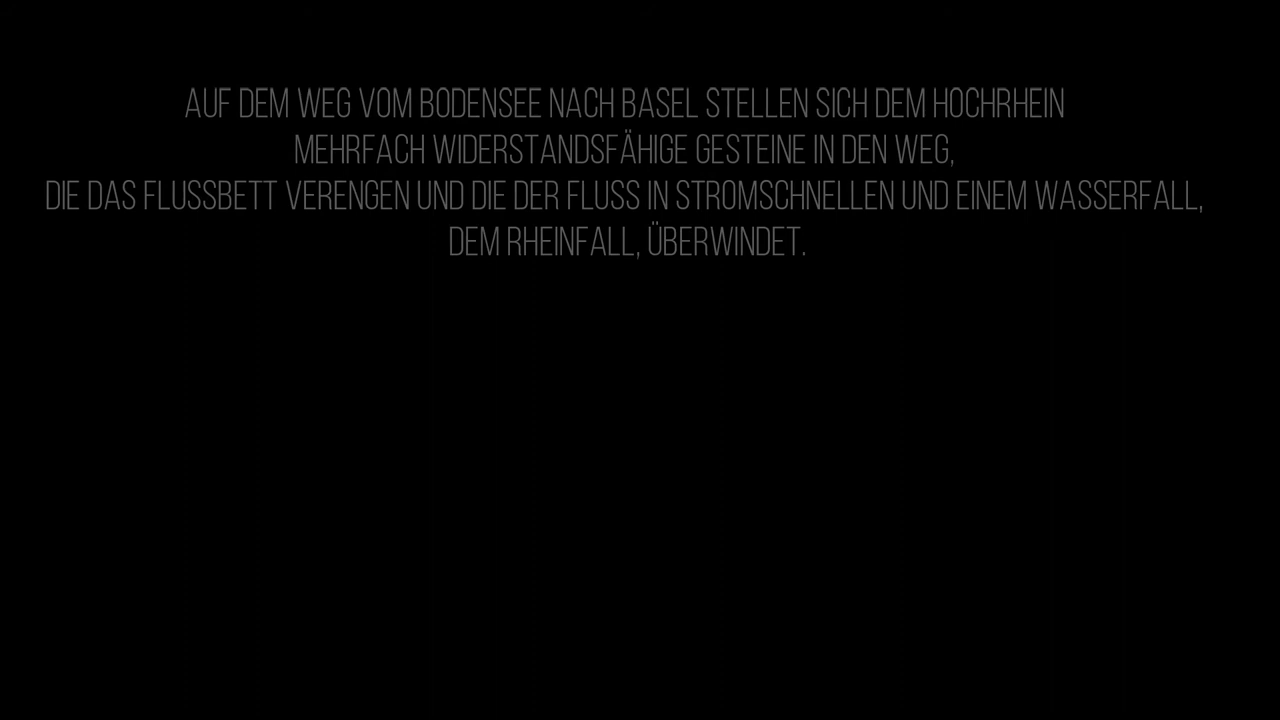 AUF DEM WEG VOM BODENSEE NACH BASEL STELLEN SICH DEM HOCHRHEIN
MEHRFACH WIDERSTANDSFÄHIGE GESTEINE IN DEN WEG,
DIE DAS FLUSSBETT VERENGEN UND DIE DER FLUSS IN STROMSCHNELLEN UND EINEM WASSERFALL,
DEM RHEINFALL, ÜBERWINDET.